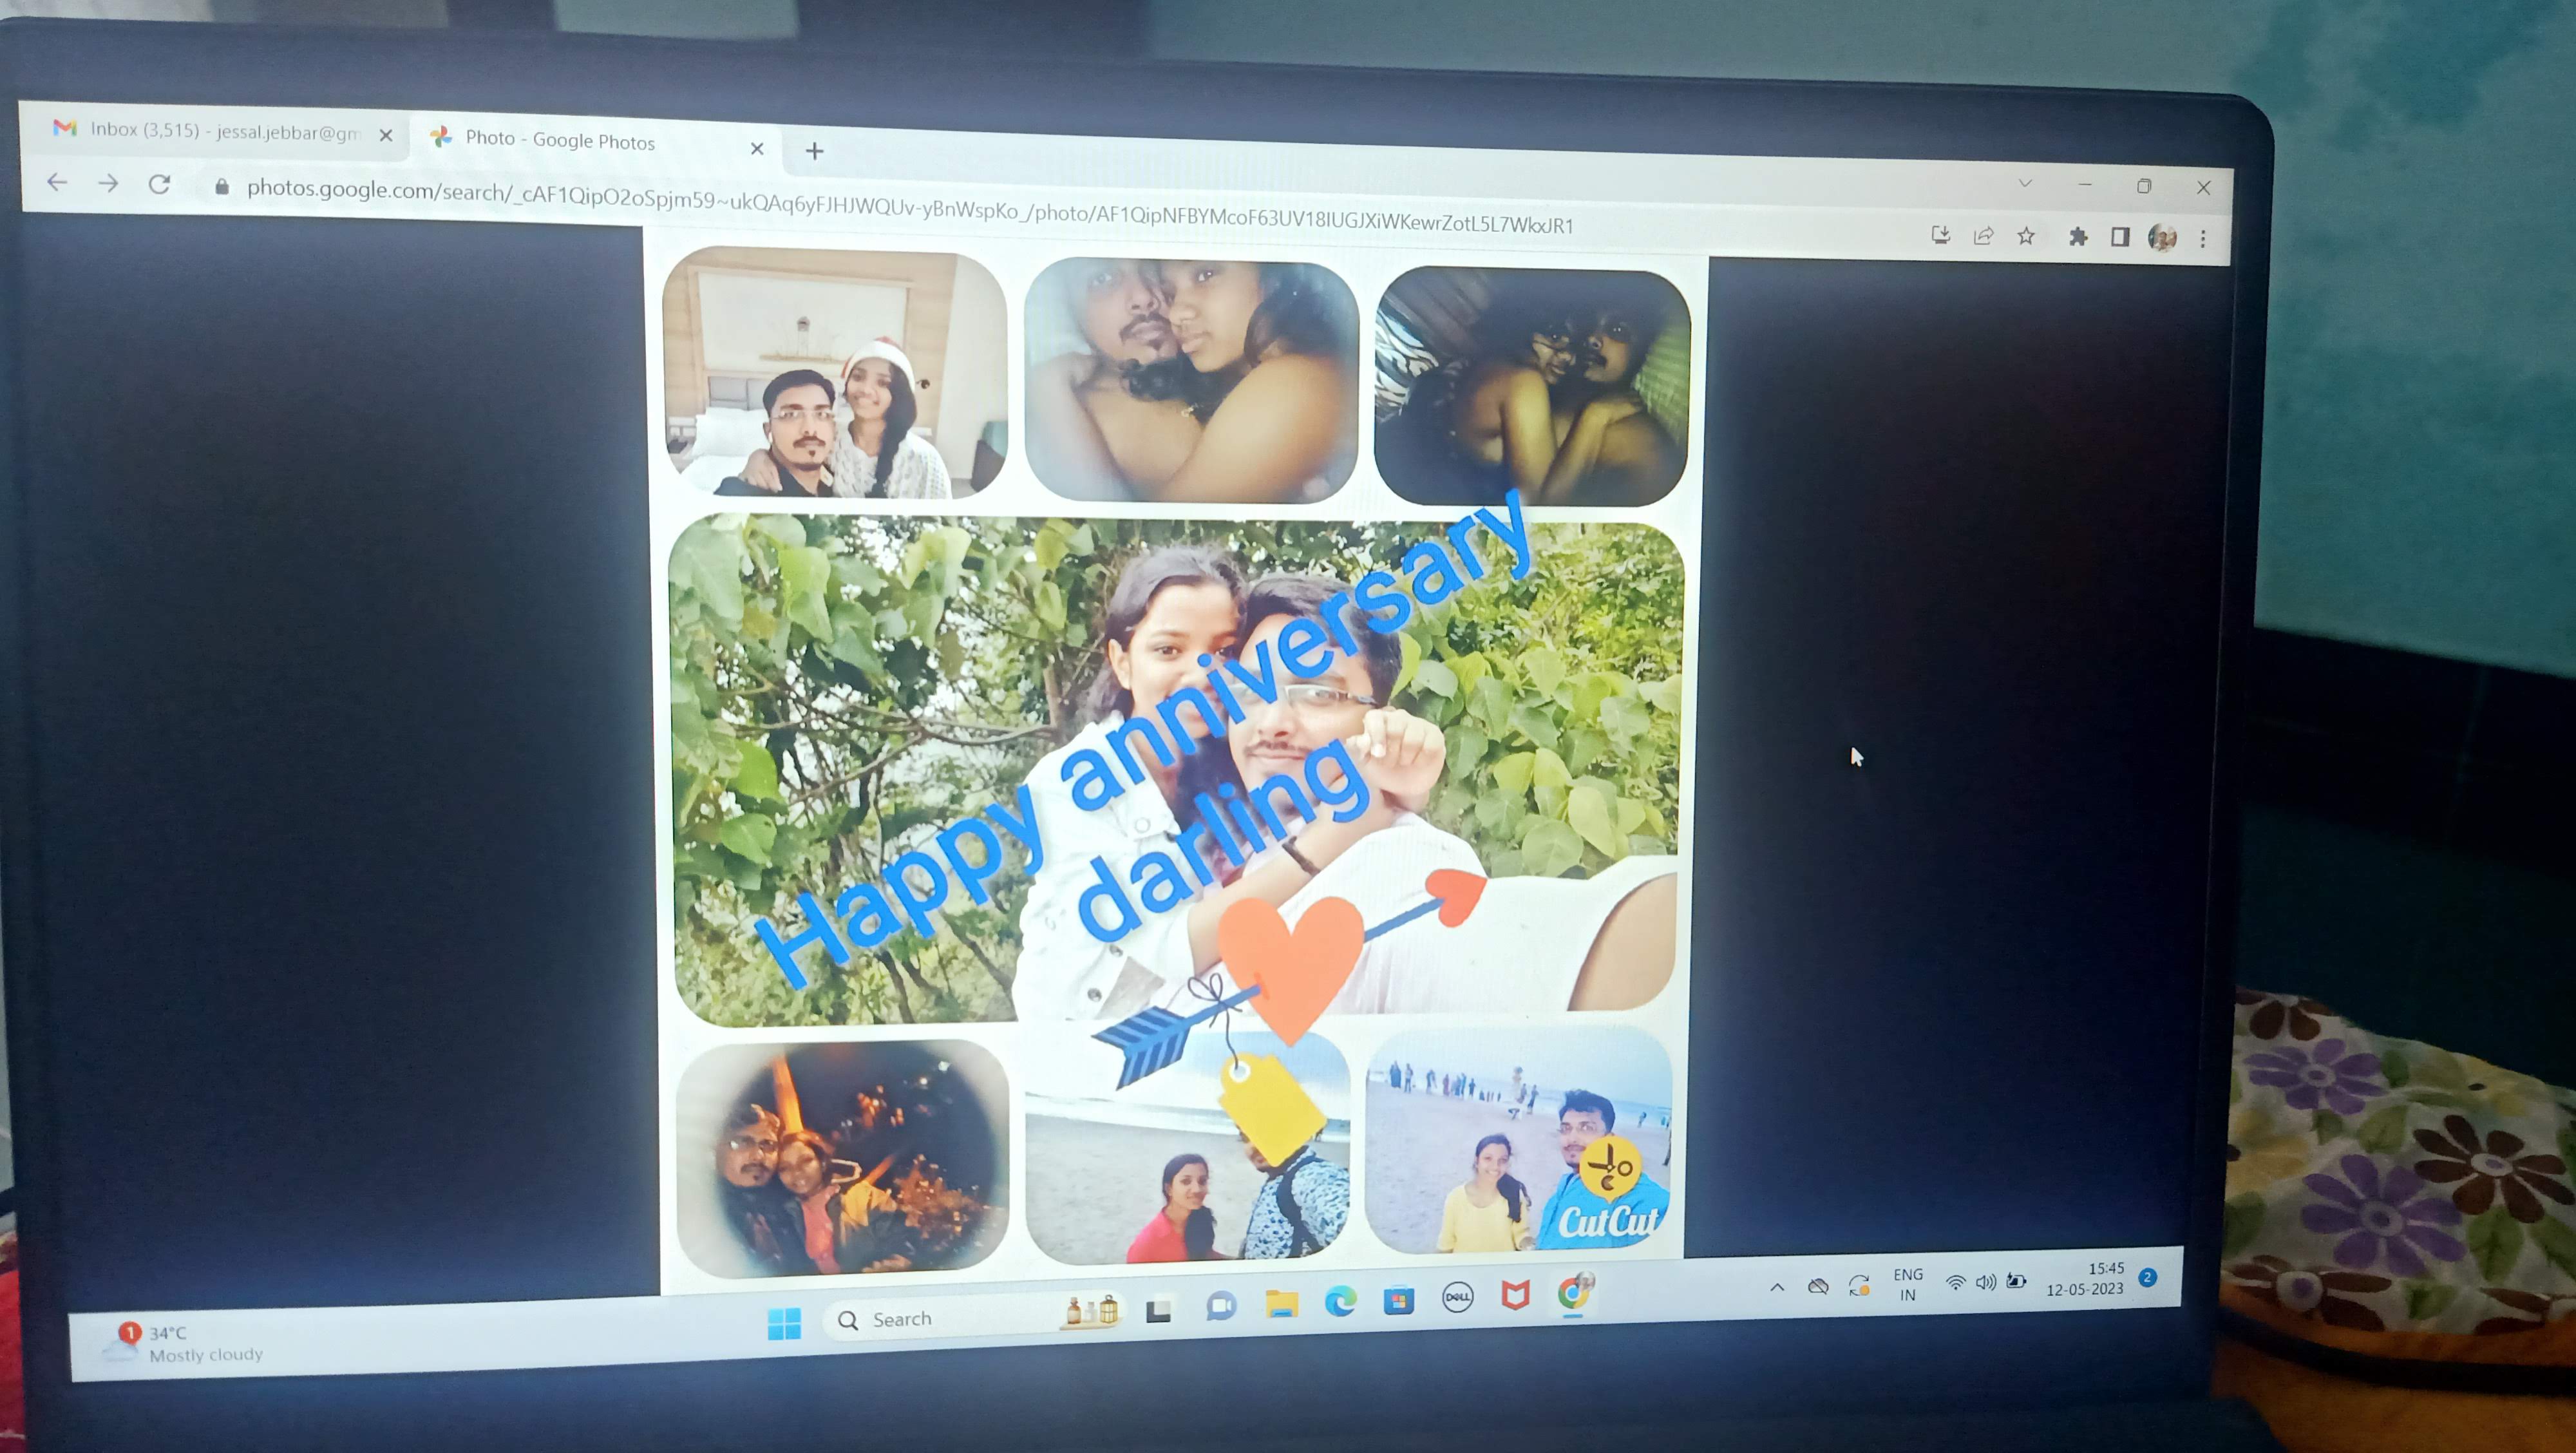 Inbox (3,515) - jessal.jebbar@gm
Photo - Google Photos
photos.google.com/search/_cAF1QipO2oSpjm59~ukQAq6yFJHJWQUv-yBnWspKo_/photo/AF1QipNFBYMcoF63UV18IUGJXiWKewrZotL5L7WkxJR1
Happy anniversary
darling
CutCut
1
34°C
Mostly cloudy
Search
DELL
ENG
IN
15:45
12-05-2023
2